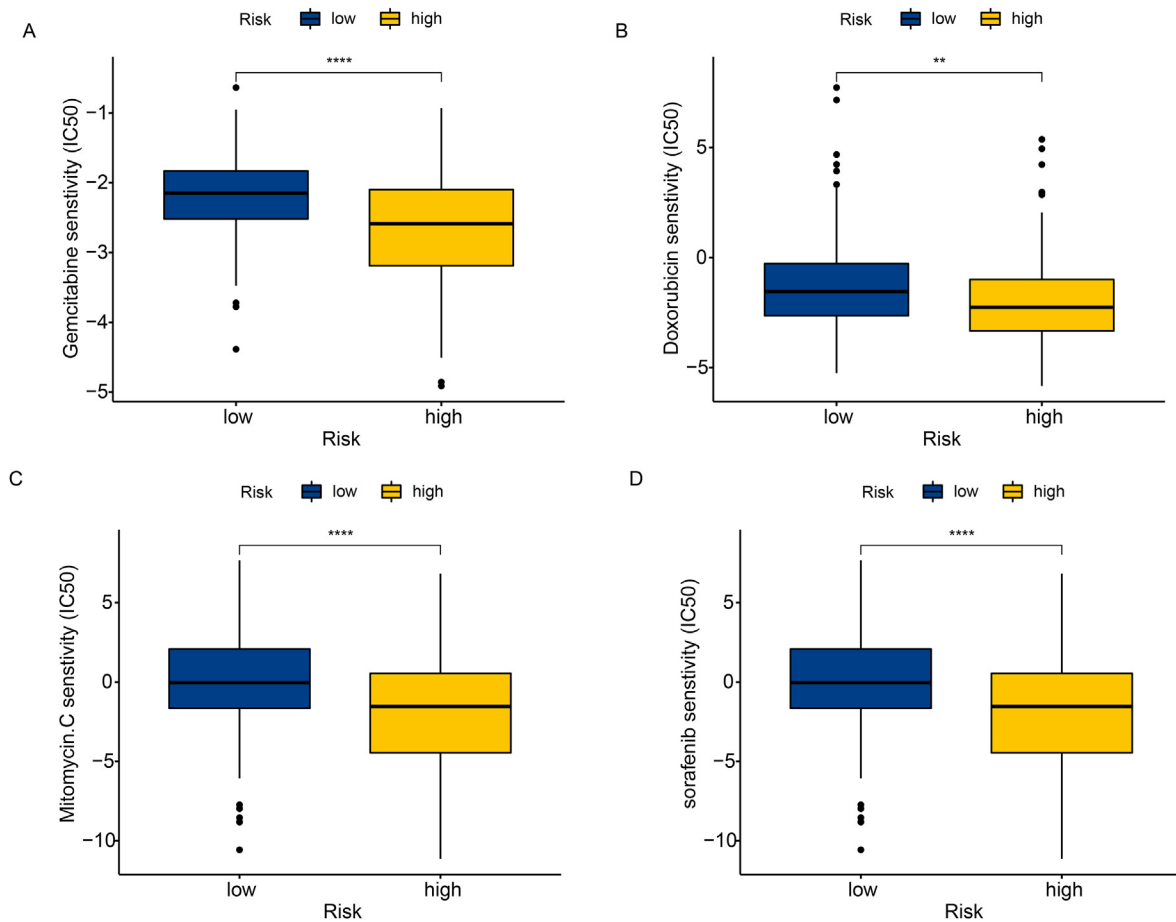 A
Risk low high
****
Gemcitabine senstivity (IC50)
−1
−2
−3
−4
−5
low high
Risk
B
Risk low high
**
Doxorubicin senstivity (IC50)
5
0
−5
low high
Risk
C
Risk low high
****
Mitomycin.C senstivity (IC50)
5
0
−5
−10
low high
Risk
D
Risk low high
****
sorafenib senstivity (IC50)
5
0
−5
−10
low high
Risk